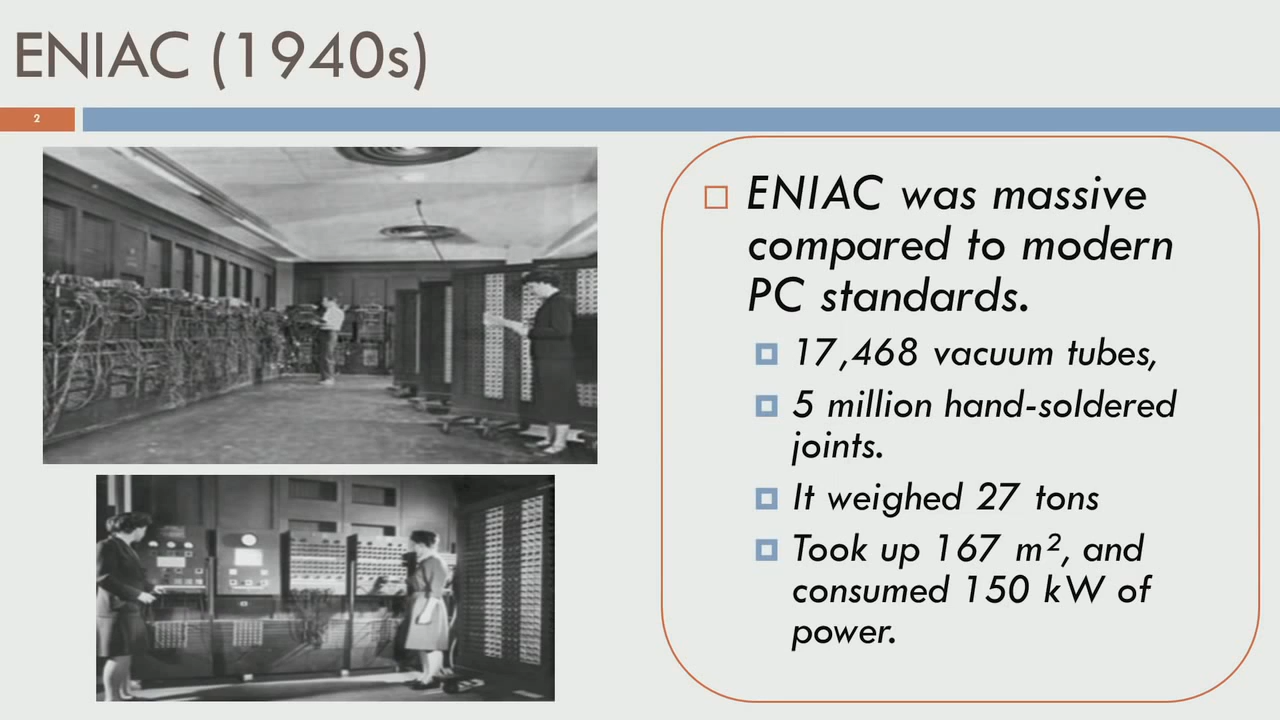 ENIAC (1940s)
2
ENIAC was massive
compared to modern
PC standards.
17,468 vacuum tubes,
5 million hand-soldered
joints.
It weighed 27 tons
Took up 167 m², and
consumed 150 kW of
power.